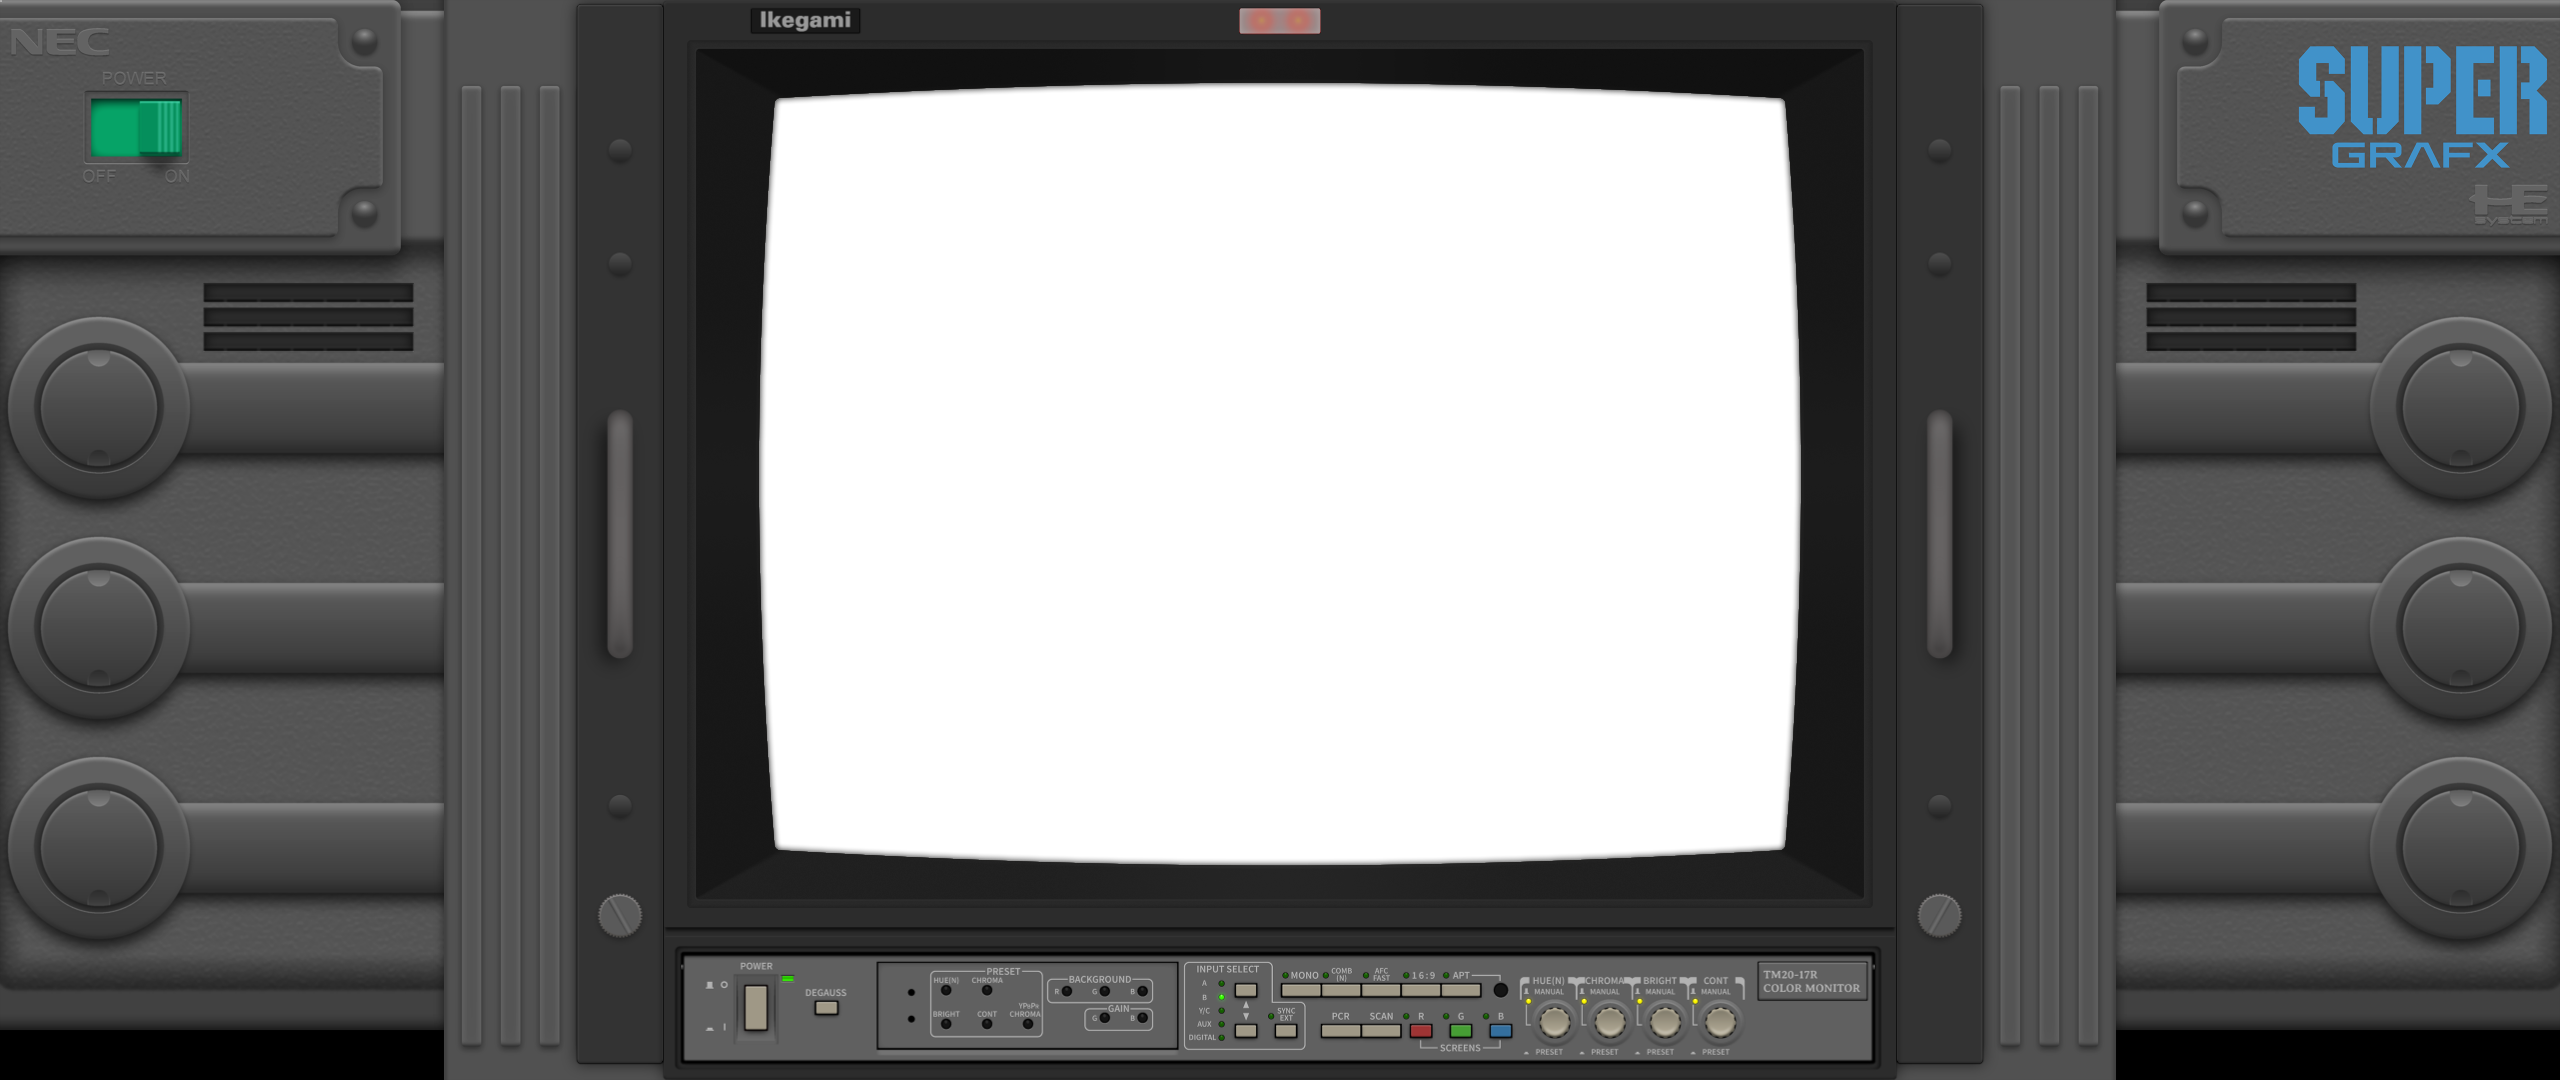 NEC
POWER
OFF ON
Ikegami
SUPER
GRAFX
HE
SYSTEM
POWER
DEGAUSS
PRESET
HUE(N) CHROMA
BRIGHT CONT YPBPR CHROMA
BACKGROUND
R G B
GAIN
G B
INPUT SELECT
A
B
Y/C
AUX
DIGITAL
SYNC
EXT
MONO COMB (N) AFC FAST 16:9 APT
PCR SCAN R G B
SCREENS
HUE(N) CHROMA BRIGHT CONT
MANUAL MANUAL MANUAL MANUAL
PRESET PRESET PRESET PRESET
TM20-17R
COLOR MONITOR